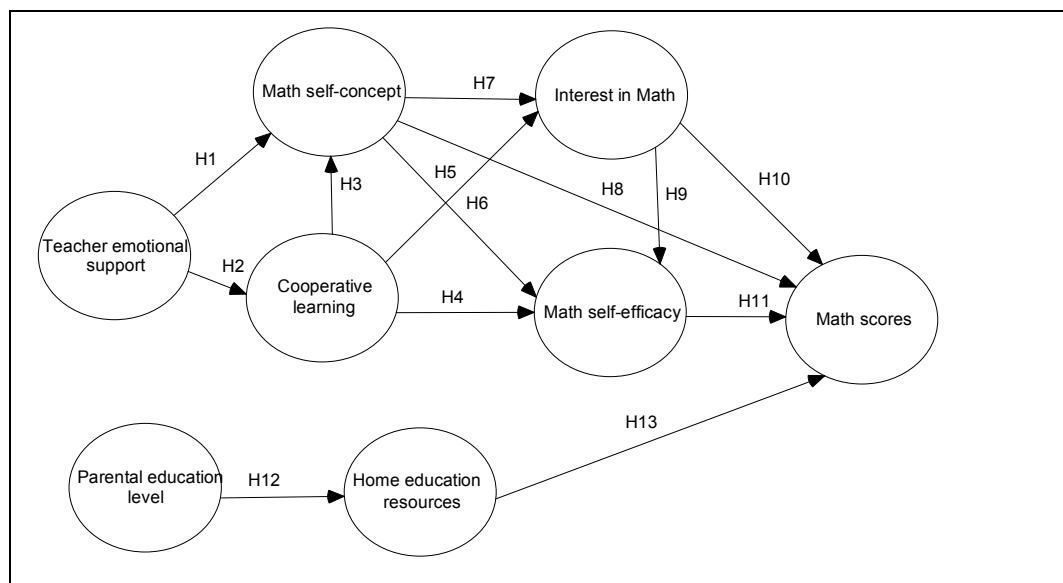 H7
Math self-concept
Interest in Math
H1
H5
H3
H8
H10
H6
H9
Teacher emotional
support
H2
Cooperative
learning
H4
H11
Math self-efficacy
Math scores
H13
Parental education
level
H12
Home education
resources